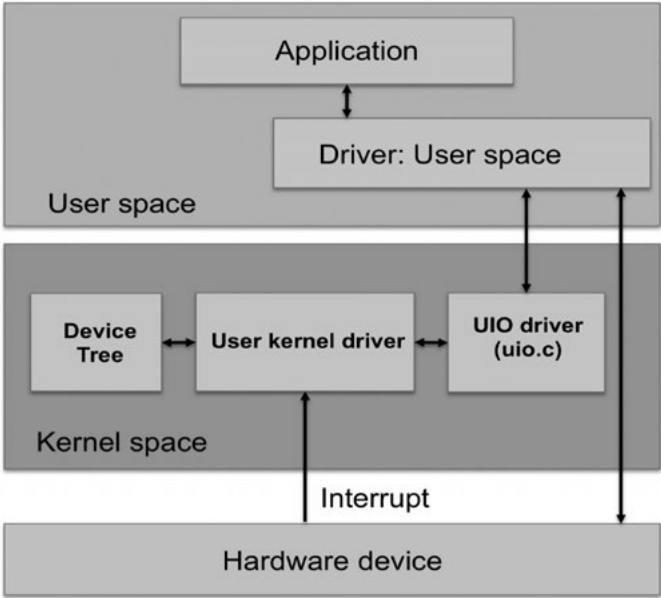 Application
Driver: User space
User space
Device
Tree
User kernel driver
UIO driver
(uio.c)
Kernel space
Interrupt
Hardware device